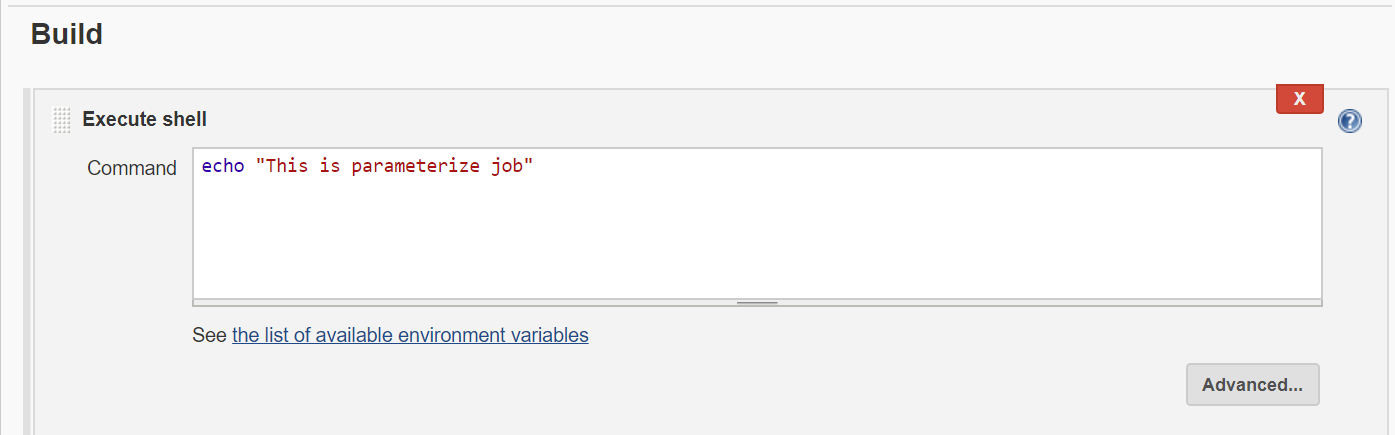 Build
X
Execute shell
?
Command echo "This is parameterize job"
See the list of available environment variables
Advanced...